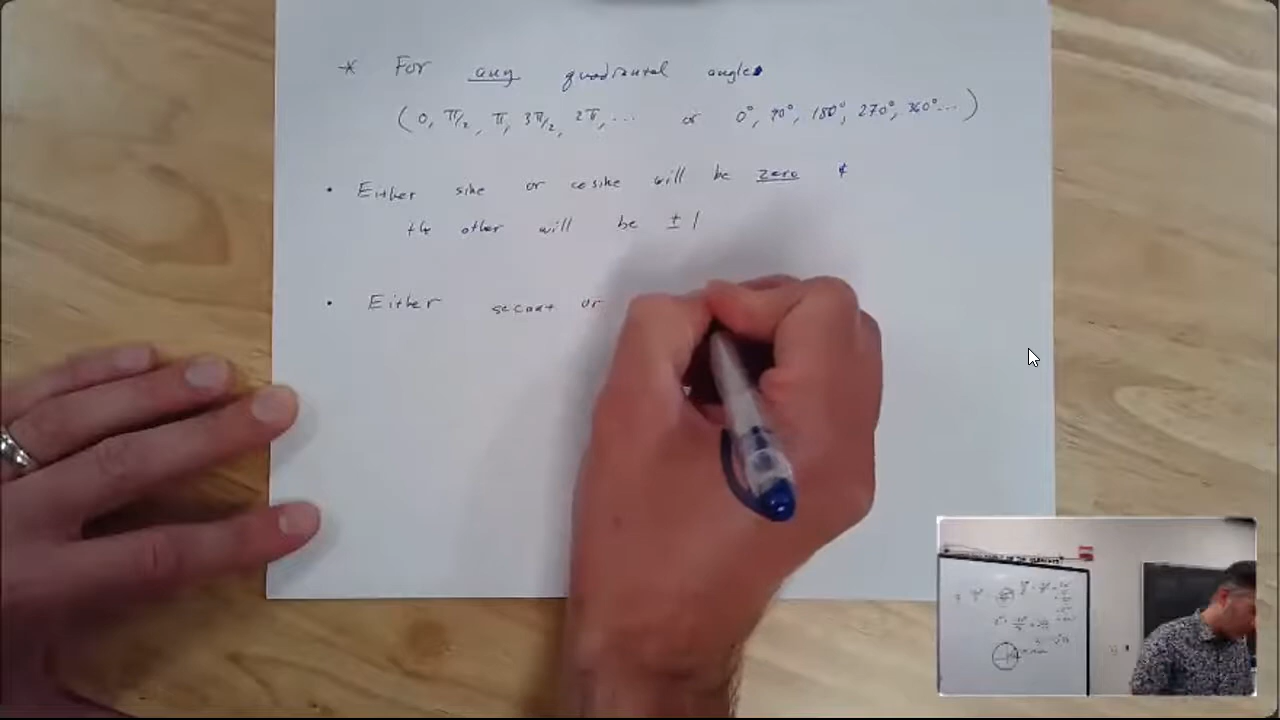 * For any quadrantal angle
(0, π/2, π, 3π/2, 2π, ... or 0°, 90°, 180°, 270°, 360°...)
• Either sine or cosine will be zero &
the other will be ± 1
• Either secant or